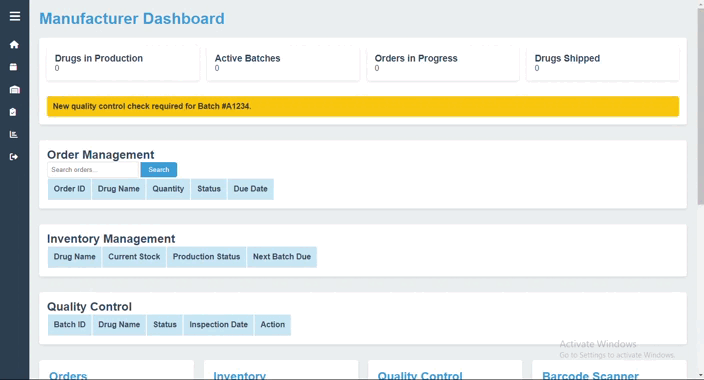 Manufacturer Dashboard
Drugs in Production Active Batches Orders in Progress Drugs Shipped
0 0 0 0
New quality control check required for Batch #A1234.
Order Management
Search orders... Search
Order ID Drug Name Quantity Status Due Date
Inventory Management
Drug Name Current Stock Production Status Next Batch Due
Quality Control
Batch ID Drug Name Status Inspection Date Action
Activate Windows
Go to Settings to activate Windows.
Orders Inventory Quality Control Barcode Scanner